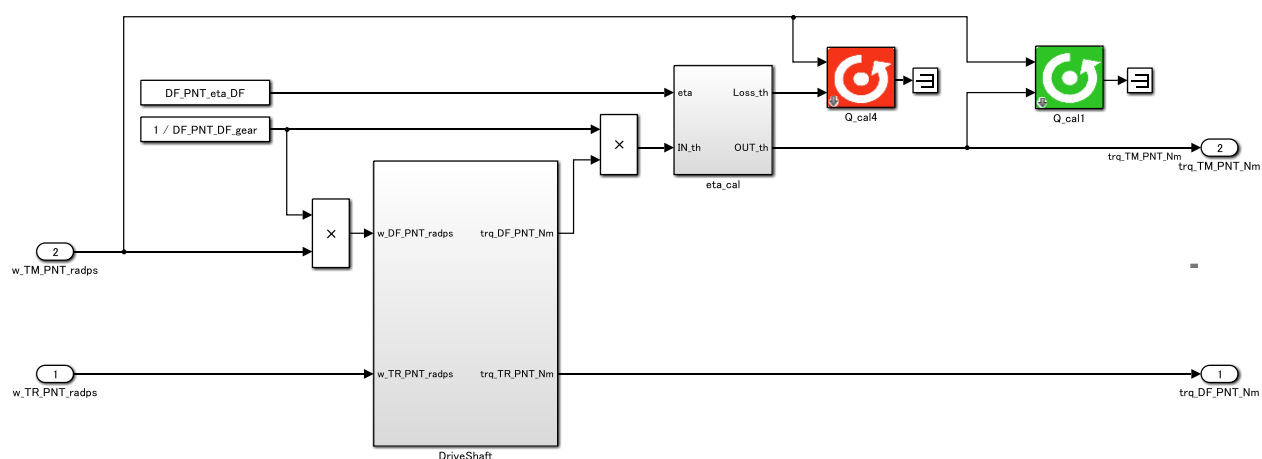 DF_PNT_eta_DF
1 / DF_PNT_DF_gear
eta
Loss_th
IN_th
OUT_th
eta_cal
Q_cal4
Q_cal1
trq_TM_PNT_Nm
2
trq_TM_PNT_Nm
×
×
2
w_TM_PNT_radps
w_DF_PNT_radps
trq_DF_PNT_Nm
1
w_TR_PNT_radps
w_TR_PNT_radps
trq_TR_PNT_Nm
1
trq_DF_PNT_Nm
DriveShaft